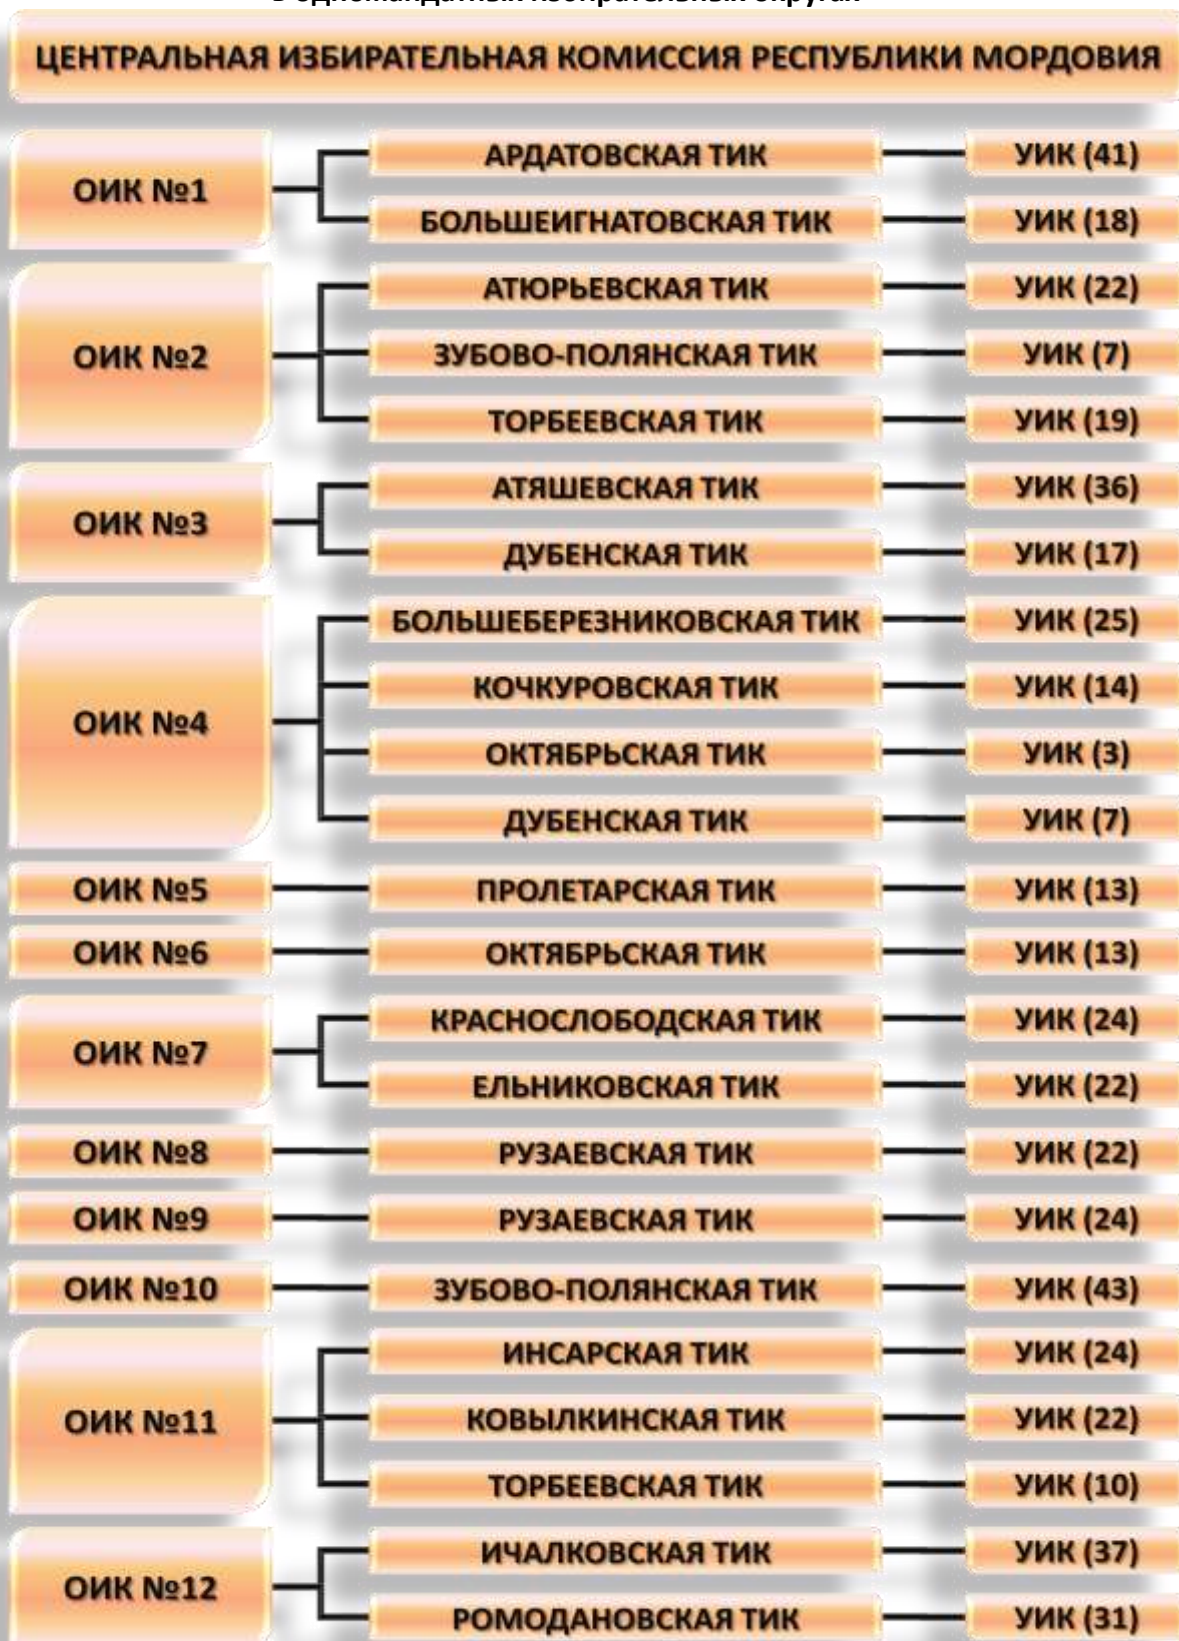 в одномандатных избирательных округах
ЦЕНТРАЛЬНАЯ ИЗБИРАТЕЛЬНАЯ КОМИССИЯ РЕСПУБЛИКИ МОРДОВИЯ
ОИК №1
АРДАТОВСКАЯ ТИК УИК (41)
БОЛЬШЕИГНАТОВСКАЯ ТИК УИК (18)
ОИК №2
АТЮРЬЕВСКАЯ ТИК УИК (22)
ЗУБОВО-ПОЛЯНСКАЯ ТИК УИК (7)
ТОРБЕЕВСКАЯ ТИК УИК (19)
ОИК №3
АТЯШЕВСКАЯ ТИК УИК (36)
ДУБЕНСКАЯ ТИК УИК (17)
ОИК №4
БОЛЬШЕБЕРЕЗНИКОВСКАЯ ТИК УИК (25)
КОЧКУРОВСКАЯ ТИК УИК (14)
ОКТЯБРЬСКАЯ ТИК УИК (3)
ДУБЕНСКАЯ ТИК УИК (7)
ОИК №5 ПРОЛЕТАРСКАЯ ТИК УИК (13)
ОИК №6 ОКТЯБРЬСКАЯ ТИК УИК (13)
ОИК №7
КРАСНОСЛОБОДСКАЯ ТИК УИК (24)
ЕЛЬНИКОВСКАЯ ТИК УИК (22)
ОИК №8 РУЗАЕВСКАЯ ТИК УИК (22)
ОИК №9 РУЗАЕВСКАЯ ТИК УИК (24)
ОИК №10 ЗУБОВО-ПОЛЯНСКАЯ ТИК УИК (43)
ОИК №11
ИНСАРСКАЯ ТИК УИК (24)
КОВЫЛКИНСКАЯ ТИК УИК (22)
ТОРБЕЕВСКАЯ ТИК УИК (10)
ОИК №12
ИЧАЛКОВСКАЯ ТИК УИК (37)
РОМОДАНОВСКАЯ ТИК УИК (31)